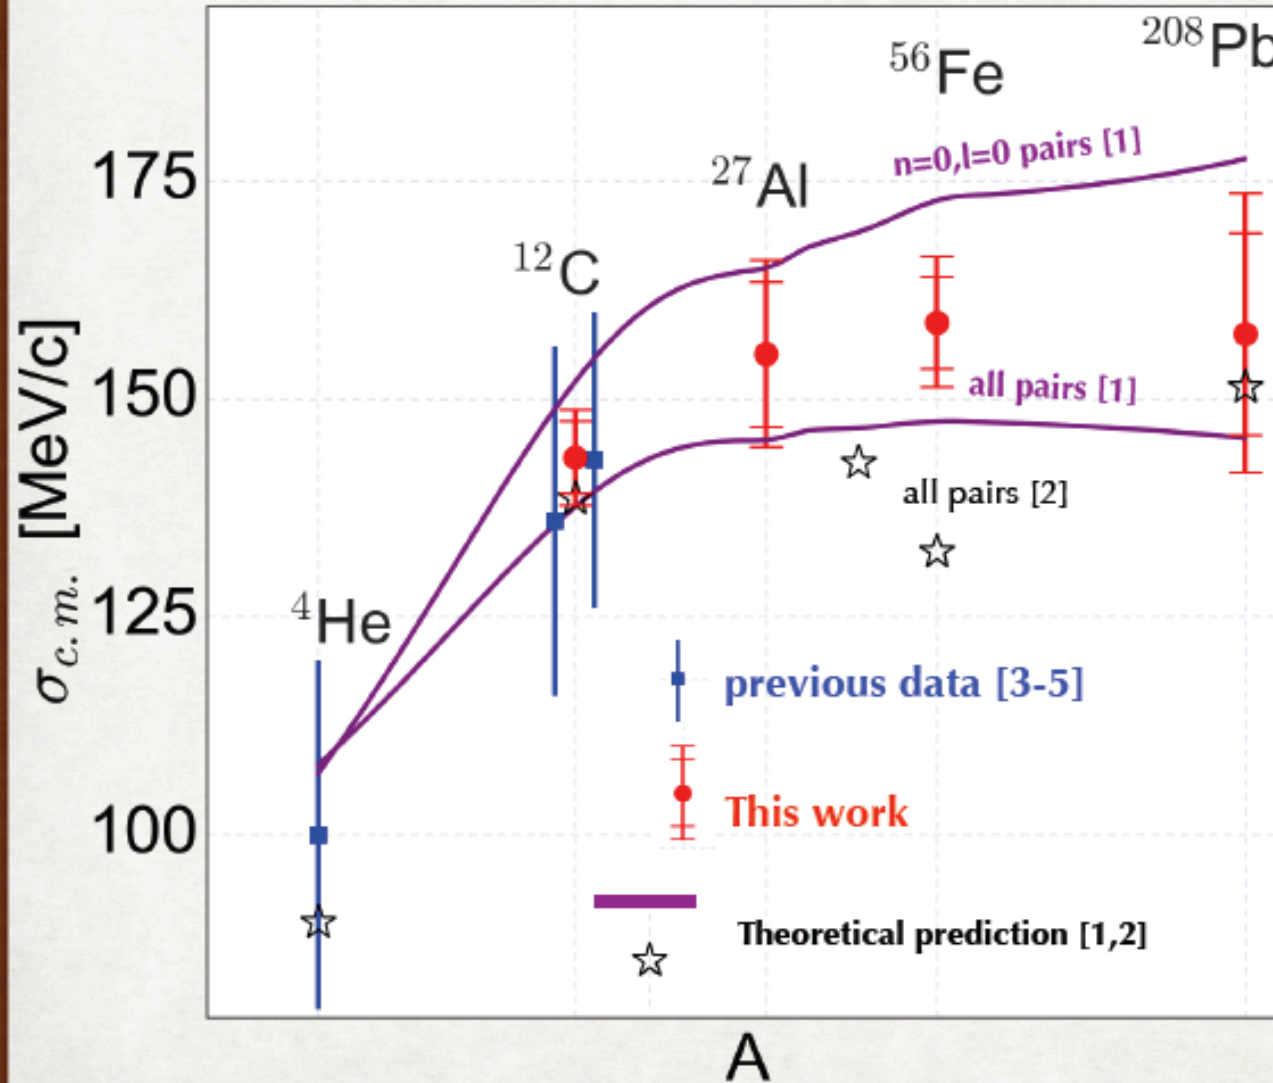 ²⁰⁸Pb
⁵⁶Fe
n=0,l=0 pairs [1]
175
²⁷Al
¹²C
150
all pairs [1]
all pairs [2]
σc.m. [MeV/c]
125
⁴He
previous data [3-5]
This work
100
Theoretical prediction [1,2]
A